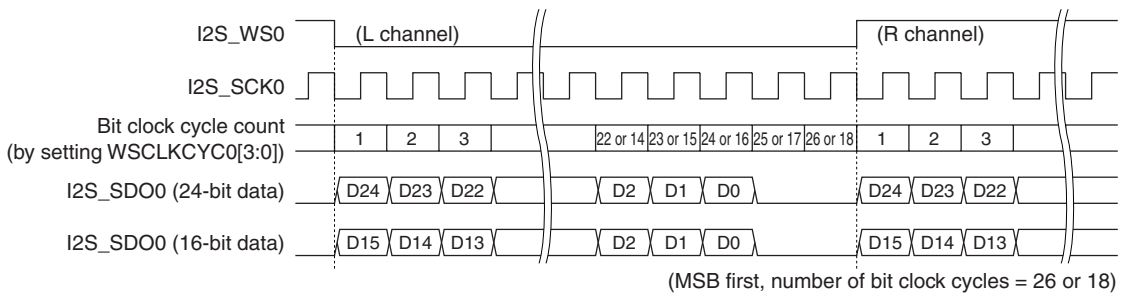 I2S_WS0 (L channel) (R channel)
I2S_SCK0
Bit clock cycle count
(by setting WSCLKCYC0[3:0])
1 2 3 22 or 14 23 or 15 24 or 16 25 or 17 26 or 18 1 2 3
I2S_SDO0 (24-bit data) D24 D23 D22 D2 D1 D0 D24 D23 D22
I2S_SDO0 (16-bit data) D15 D14 D13 D2 D1 D0 D15 D14 D13
(MSB first, number of bit clock cycles = 26 or 18)